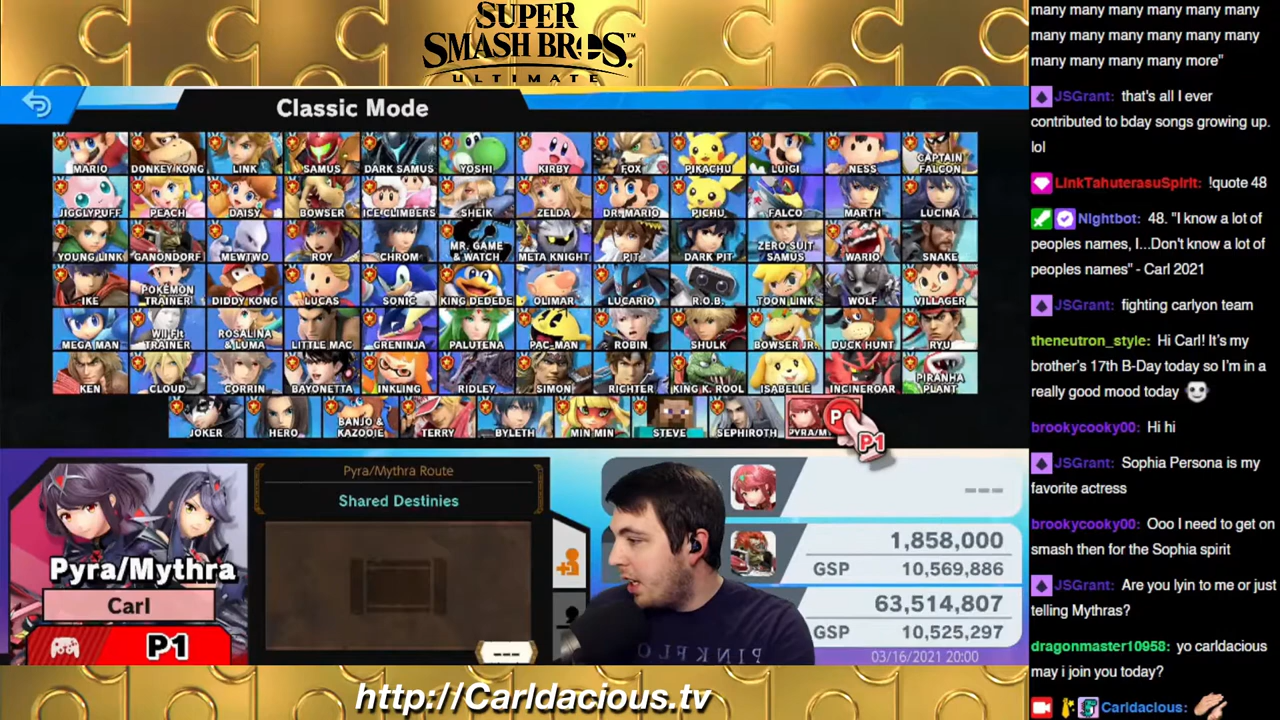 SUPER
SMASH BROS.™
ULTIMATE
Classic Mode
MARIO DONKEY KONG LINK SAMUS DARK SAMUS YOSHI KIRBY FOX PIKACHU LUIGI NESS CAPTAIN FALCON
JIGGLYPUFF PEACH DAISY BOWSER ICE CLIMBERS SHEIK ZELDA DR. MARIO PICHU FALCO MARTH LUCINA
YOUNG LINK GANONDORF MEWTWO ROY CHROM MR. GAME & WATCH META KNIGHT PIT DARK PIT ZERO SUIT SAMUS WARIO SNAKE
IKE POKÉMON TRAINER DIDDY KONG LUCAS SONIC KING DEDEDE OLIMAR LUCARIO R.O.B. TOON LINK WOLF VILLAGER
MEGA MAN Wii Fit TRAINER ROSALINA & LUMA LITTLE MAC GRENINJA PALUTENA PAC-MAN ROBIN SHULK BOWSER JR. DUCK HUNT RYU
KEN CLOUD CORRIN BAYONETTA INKLING RIDLEY SIMON RICHTER KING K. ROOL ISABELLE INCINEROAR PIRANHA PLANT
JOKER HERO BANJO & KAZOOIE TERRY BYLETH MIN MIN STEVE SEPHIROTH PYRA/M
P1
Pyra/Mythra
Carl
P1
Pyra/Mythra Route
Shared Destinies
---
---
1,858,000
GSP 10,569,886
63,514,807
GSP 10,525,297
03/16/2021 20:00
PINK FLO
http://Carldacious.tv
many many many many many many
many many many many many many
many many many many more"
JSGrant: that's all I ever
contributed to bday songs growing up.
lol
LinkTahuterasuSpirit: !quote 48
Nightbot: 48. "I know a lot of
peoples names, I...Don't know a lot of
peoples names" - Carl 2021
JSGrant: fighting carlyon team
theneutron_style: Hi Carl! It's my
brother's 17th B-Day today so I'm in a
really good mood today
brookycooky00: Hi hi
JSGrant: Sophia Persona is my
favorite actress
brookycooky00: Ooo I need to get on
smash then for the Sophia spirit
JSGrant: Are you lyin to me or just
telling Mythras?
dragonmaster10958: yo carldacious
may i join you today?
Carldacious: